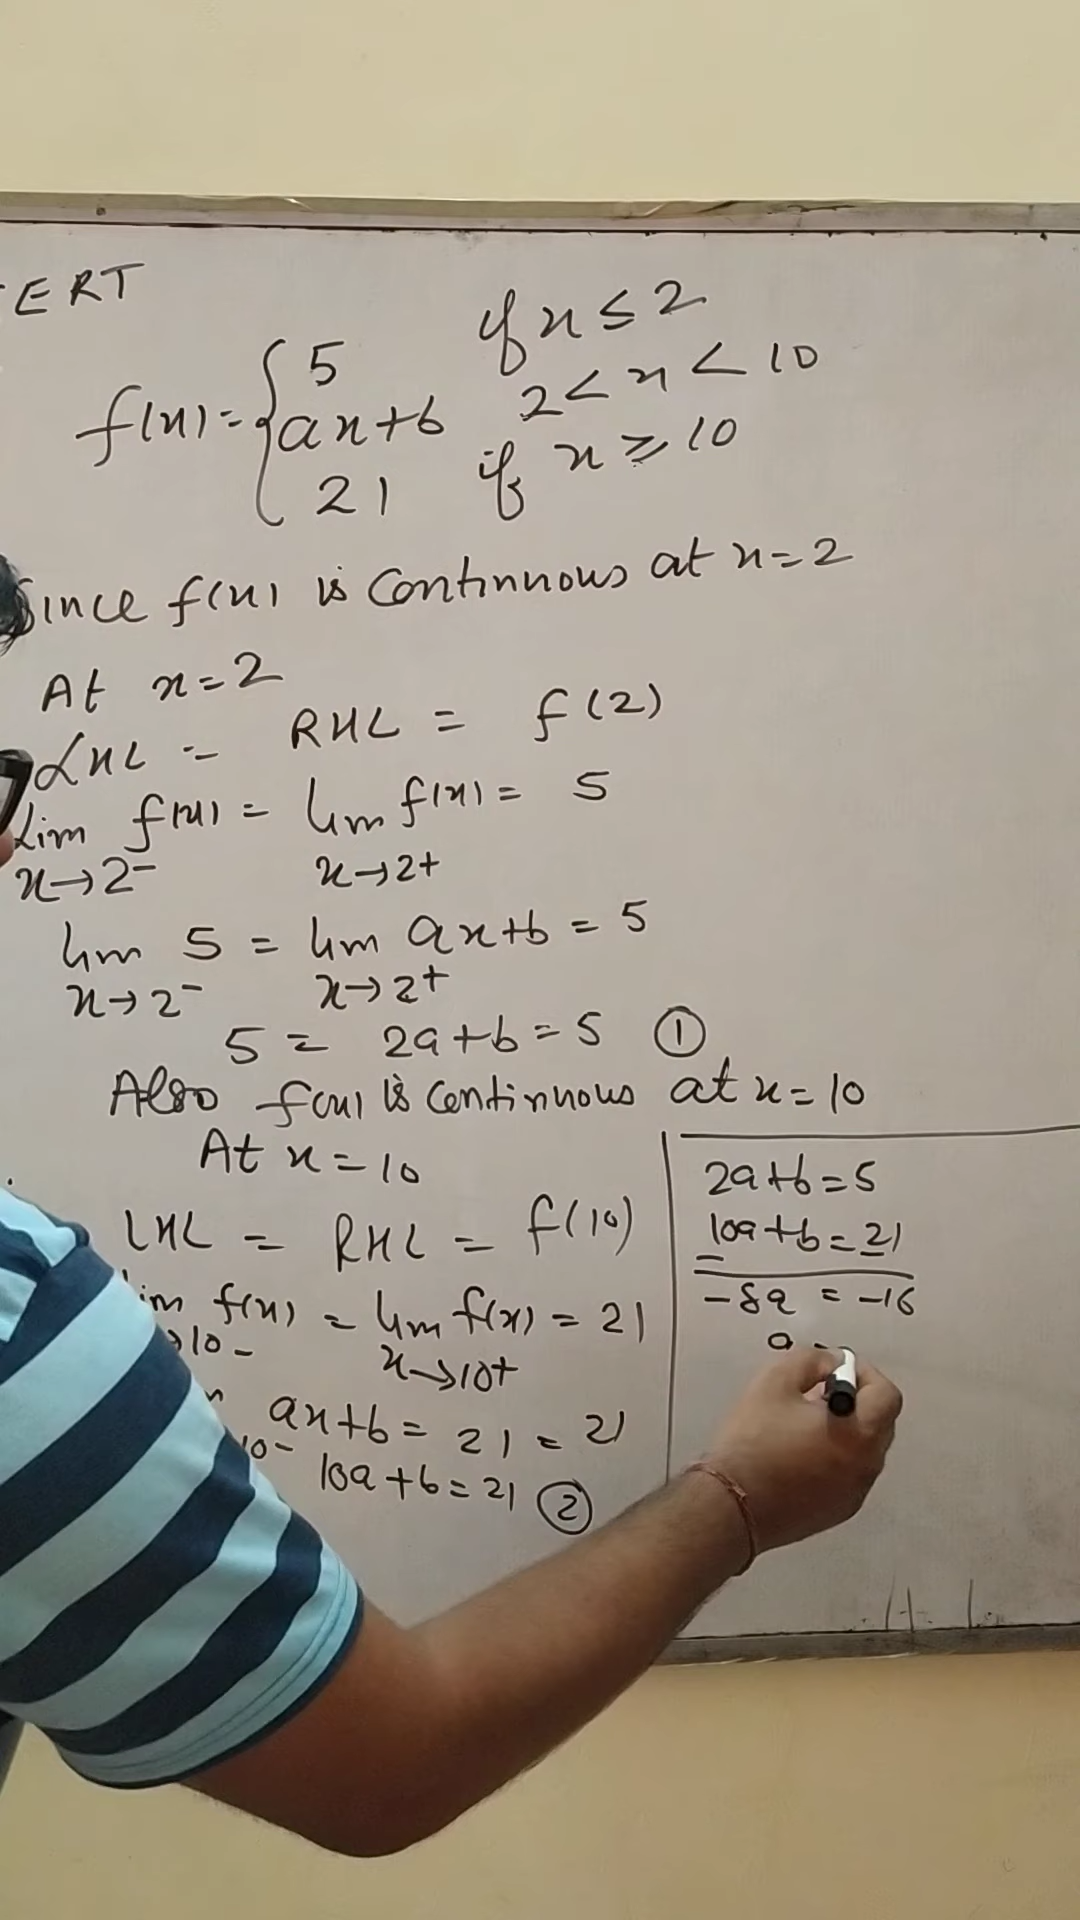 ERT
f(x)= { 5 if x ≤ 2
ax+b 2 < x < 10
21 if x ≥ 10
Since f(x) is continuous at x=2
At x=2
LHL = RHL = f(2)
Lim f(x) = lim f(x) = 5
x→2- x→2+
lim 5 = lim ax+b = 5
x→2- x→2+
5 = 2a+b = 5 ①
Also f(x) is continuous at x=10
At x=10
LHL = RHL = f(10)
im f(x) = lim f(x) = 21
→10- x→10+
ax+b = 21 = 21
10-
10a+b=21 ②
2a+b=5
10a+b=21
- -
-8a = -16
a =